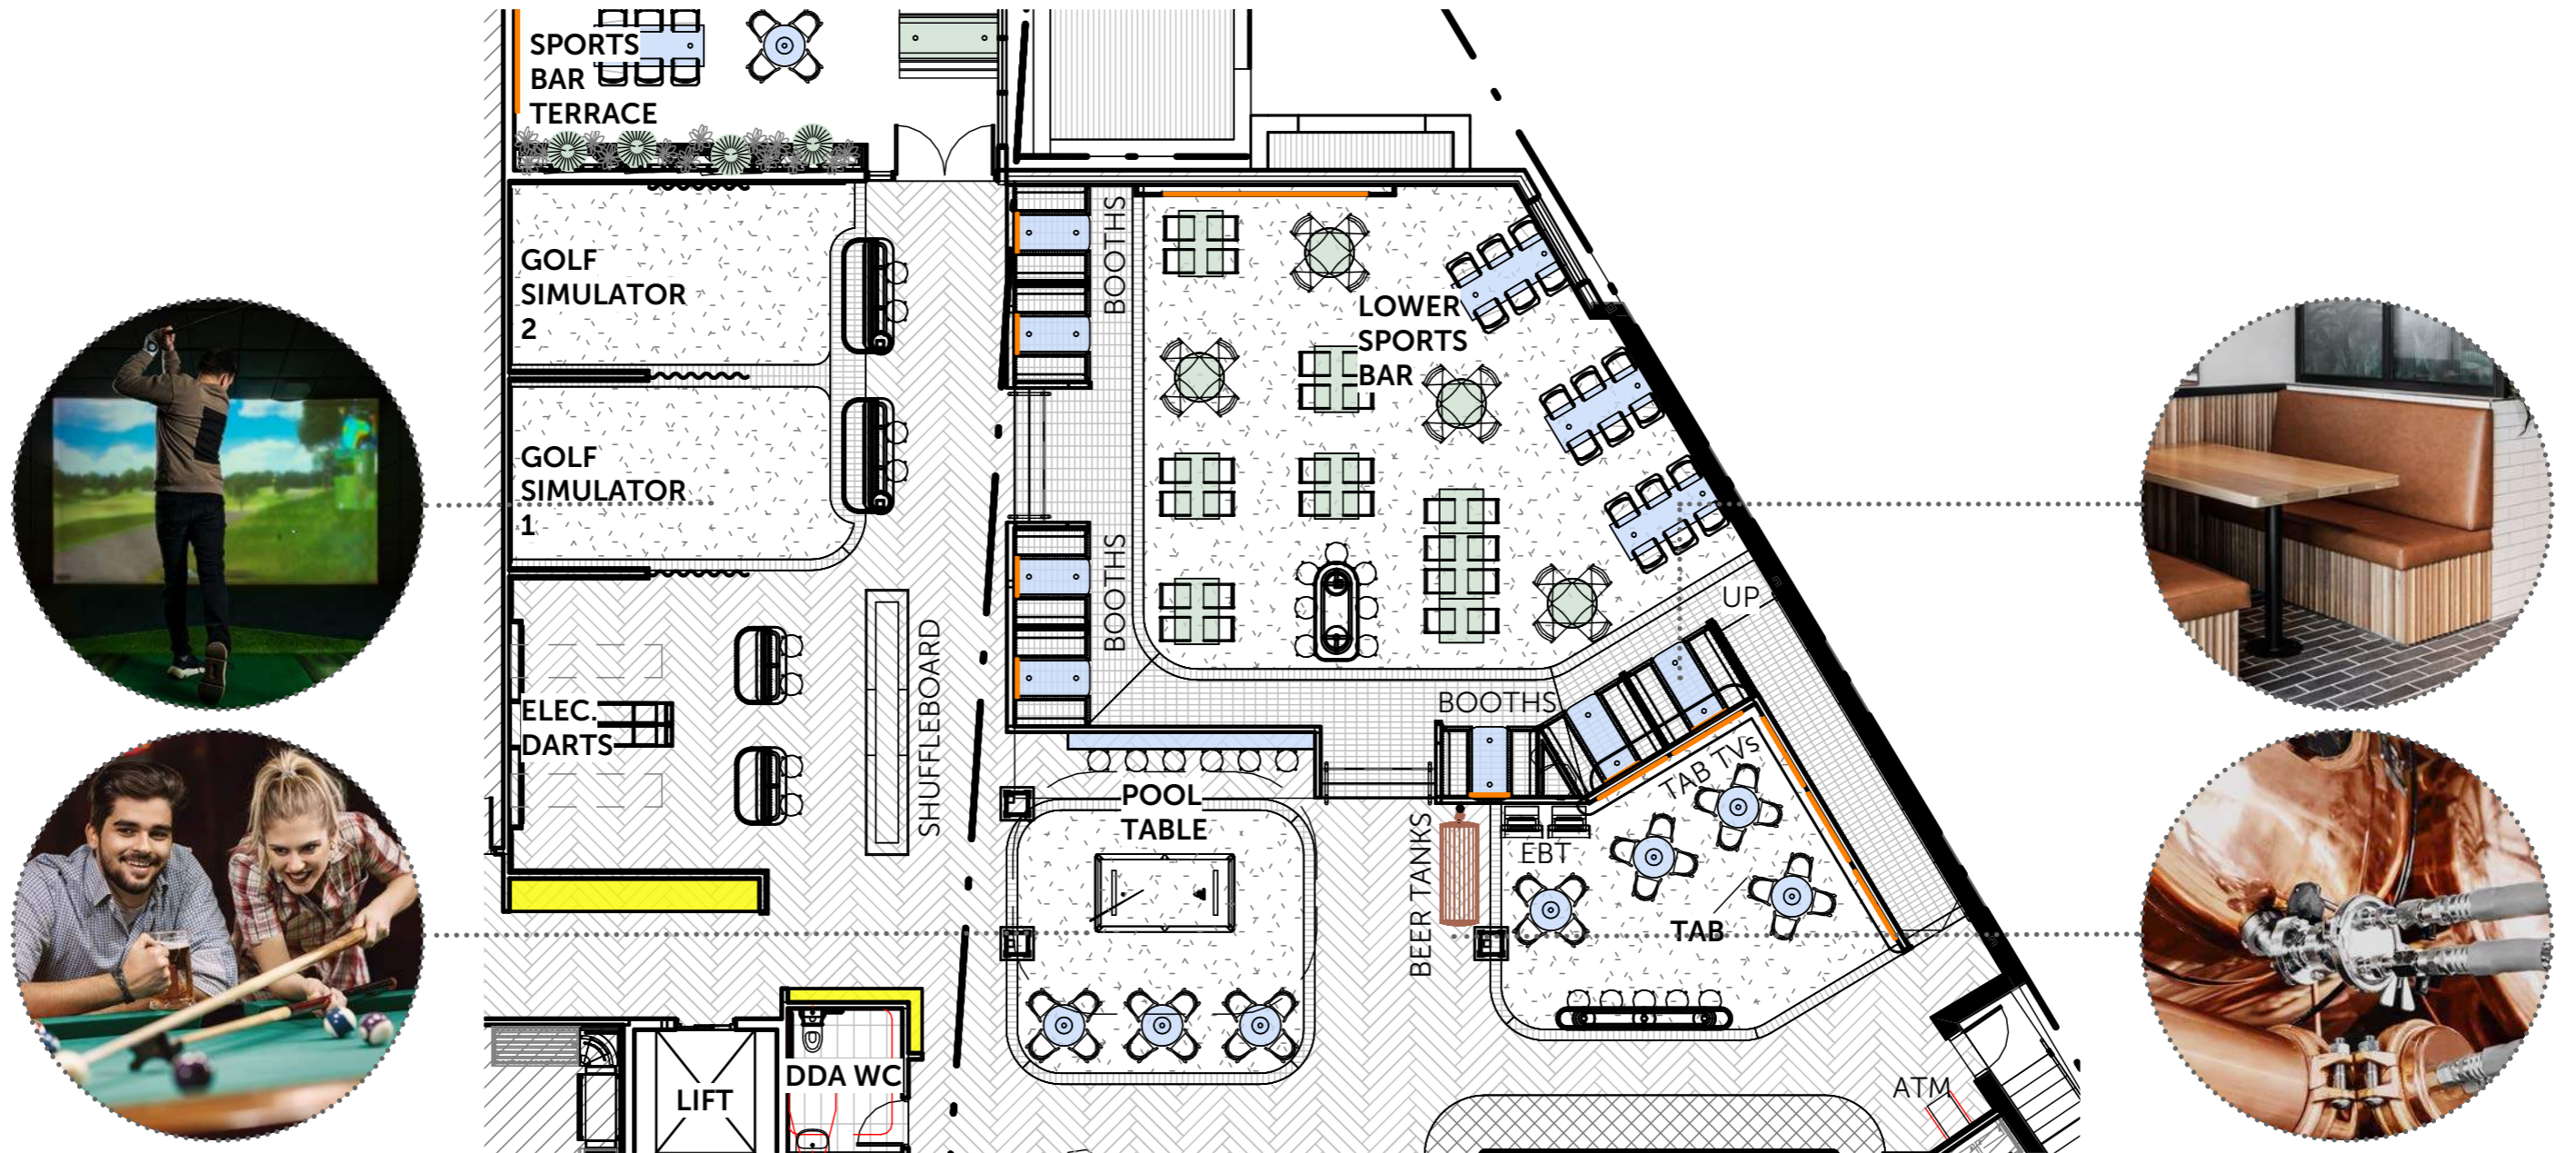 SPORTS
BAR
TERRACE
GOLF
SIMULATOR
2
BOOTHS
LOWER
SPORTS
BAR
GOLF
SIMULATOR
1
BOOTHS
UP
ELEC.
DARTS
SHUFFLEBOARD
BOOTHS
TAB TVs
POOL
TABLE
BEER TANKS
EBT
TAB
LIFT
DDA WC
ATM